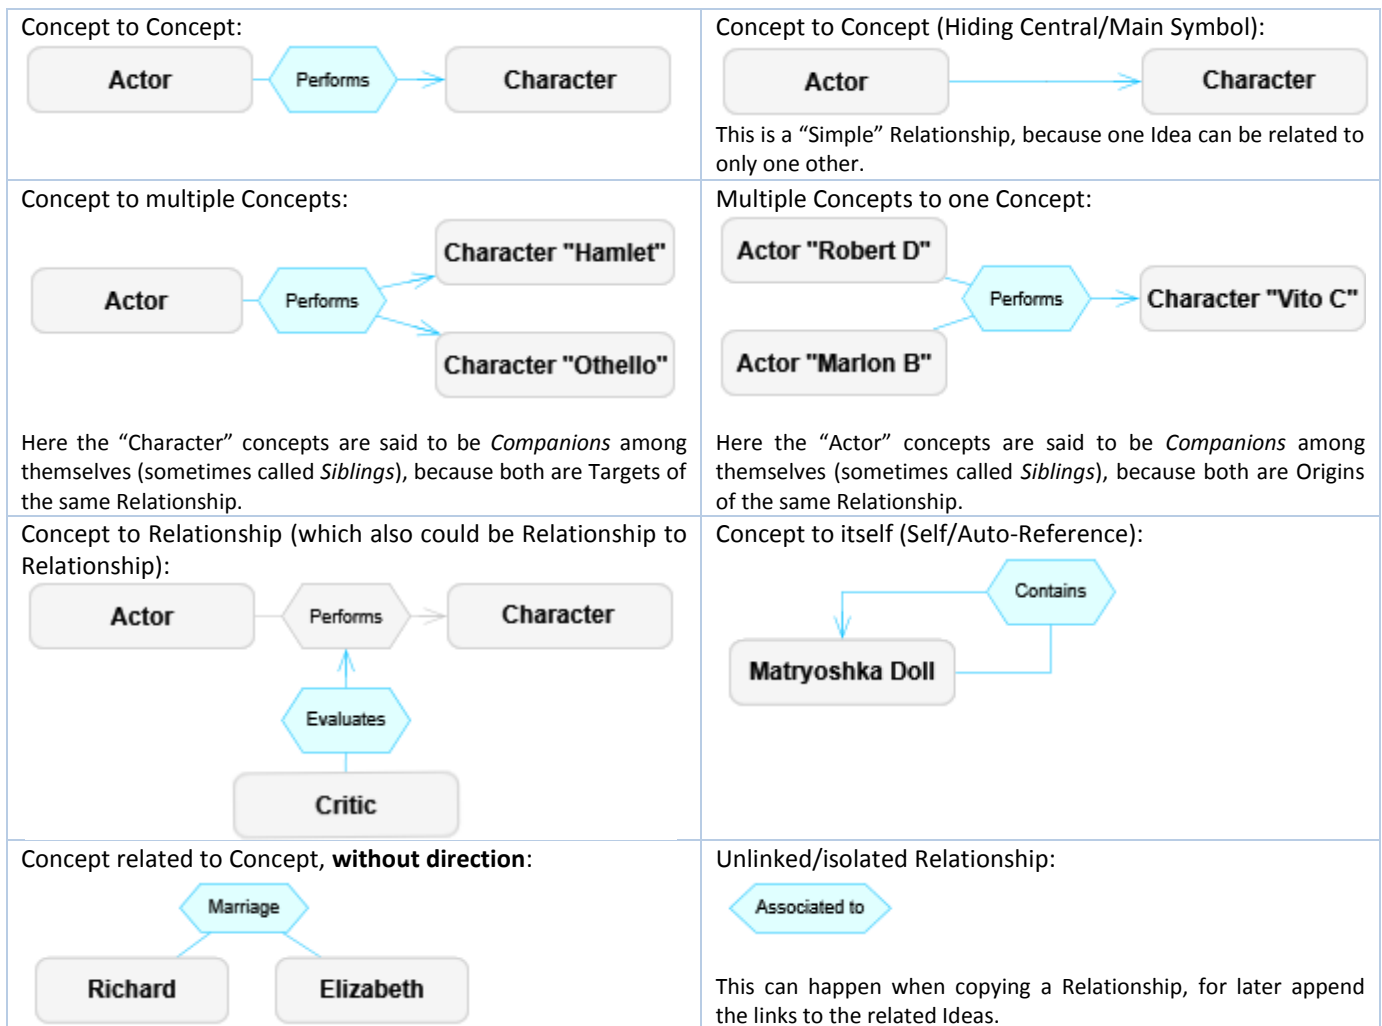 Concept to Concept:
Actor
Performs
Character
Concept to Concept (Hiding Central/Main Symbol):
Actor
Character
This is a “Simple” Relationship, because one Idea can be related to
only one other.
Concept to multiple Concepts:
Actor
Performs
Character "Hamlet"
Character "Othello"
Here the “Character” concepts are said to be Companions among
themselves (sometimes called Siblings), because both are Targets of
the same Relationship.
Multiple Concepts to one Concept:
Actor "Robert D"
Actor "Marlon B"
Performs
Character "Vito C"
Here the “Actor” concepts are said to be Companions among
themselves (sometimes called Siblings), because both are Origins
of the same Relationship.
Concept to Relationship (which also could be Relationship to
Relationship):
Actor
Performs
Character
Evaluates
Critic
Concept to itself (Self/Auto-Reference):
Contains
Matryoshka Doll
Concept related to Concept, without direction:
Marriage
Richard
Elizabeth
Unlinked/isolated Relationship:
Associated to
This can happen when copying a Relationship, for later append
the links to the related Ideas.